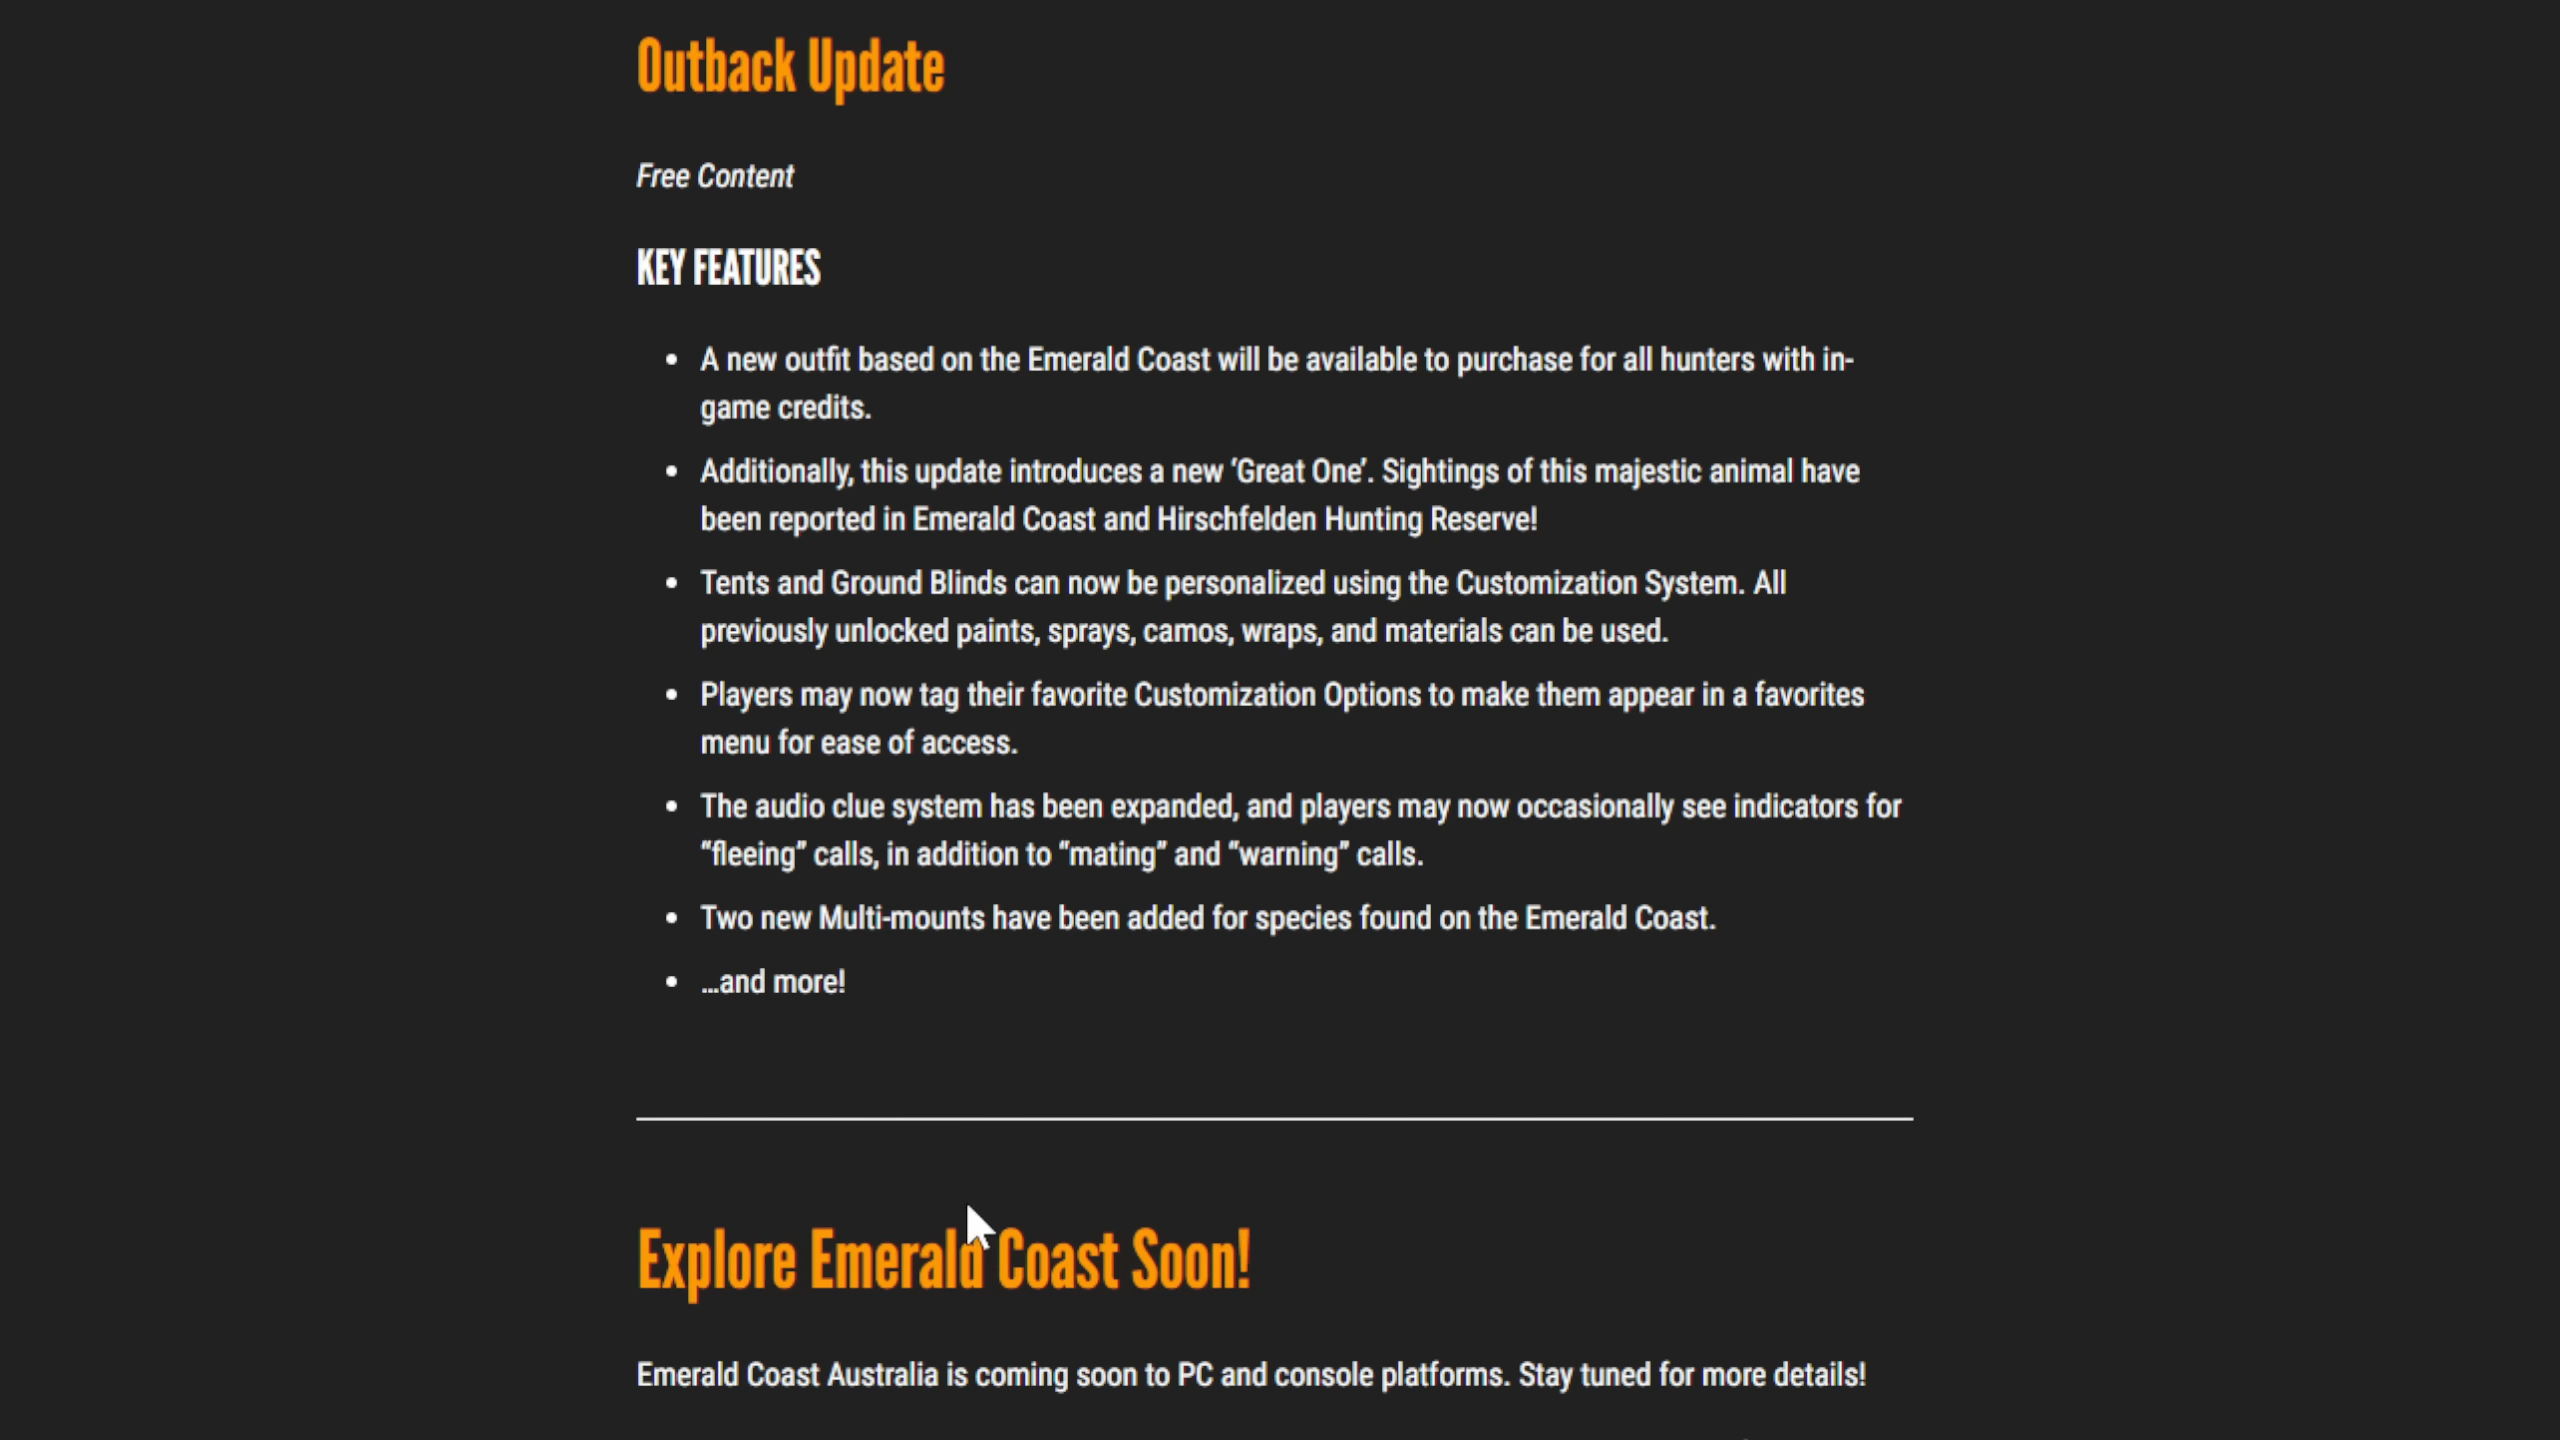 Outback Update
Free Content
KEY FEATURES
• A new outfit based on the Emerald Coast will be available to purchase for all hunters with in-
game credits.
• Additionally, this update introduces a new ‘Great One’. Sightings of this majestic animal have
been reported in Emerald Coast and Hirschfelden Hunting Reserve!
• Tents and Ground Blinds can now be personalized using the Customization System. All
previously unlocked paints, sprays, camos, wraps, and materials can be used.
• Players may now tag their favorite Customization Options to make them appear in a favorites
menu for ease of access.
• The audio clue system has been expanded, and players may now occasionally see indicators for
“fleeing” calls, in addition to “mating” and “warning” calls.
• Two new Multi-mounts have been added for species found on the Emerald Coast.
• …and more!
Explore Emerald Coast Soon!
Emerald Coast Australia is coming soon to PC and console platforms. Stay tuned for more details!